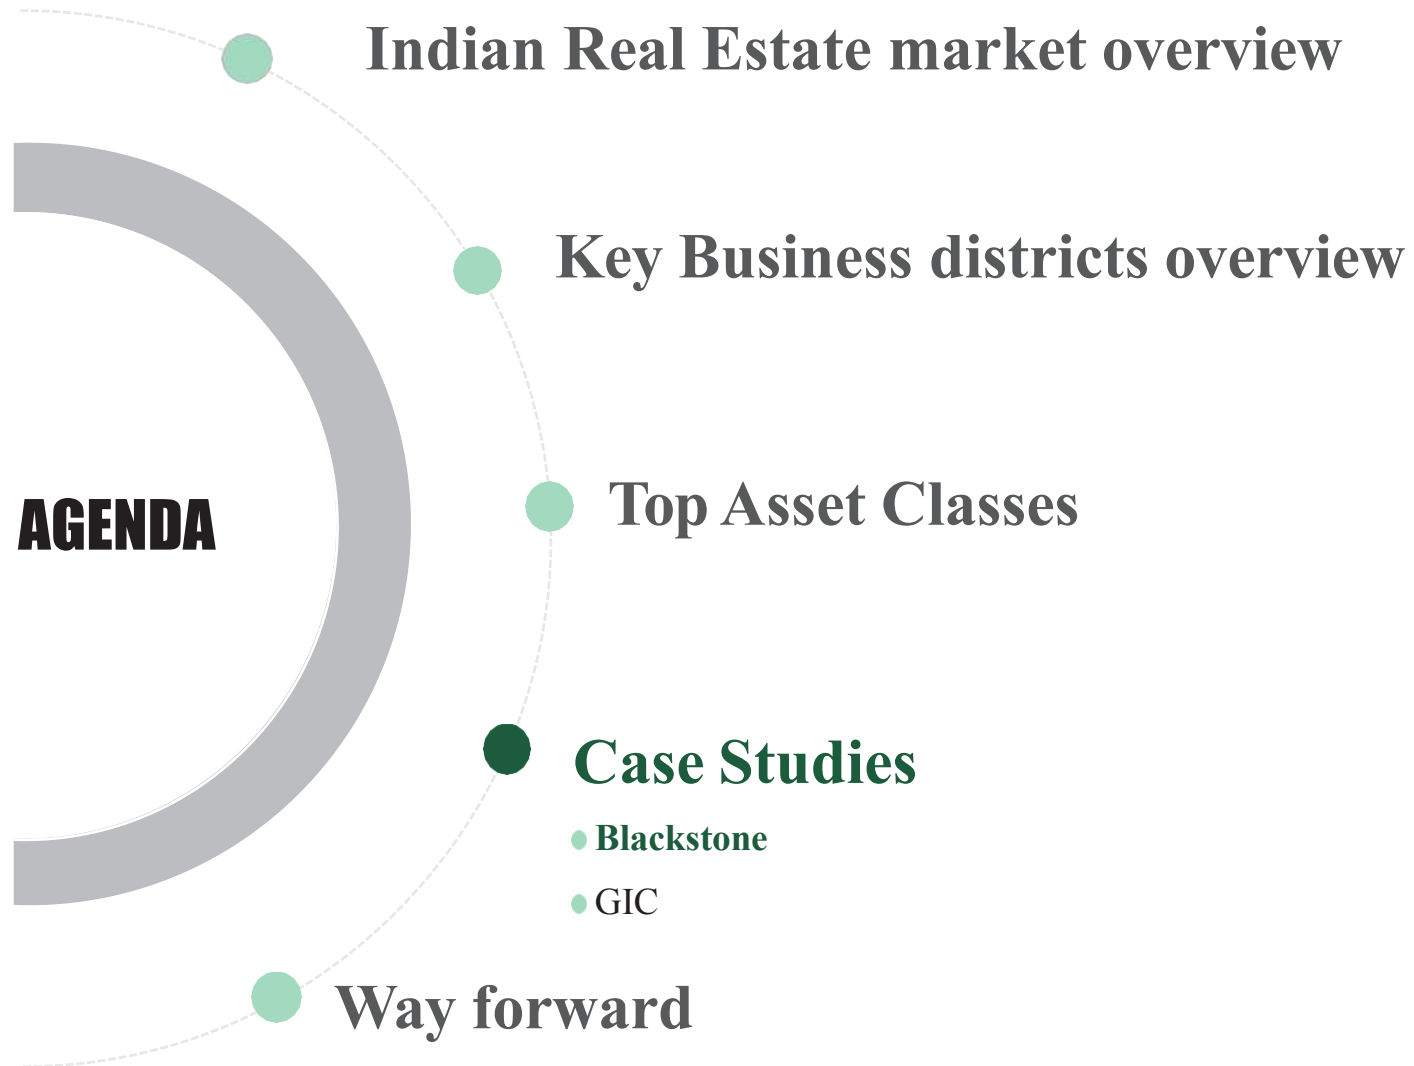 Indian Real Estate market overview
Key Business districts overview
Top Asset Classes
AGENDA
Case Studies
Blackstone
GIC
Way forward